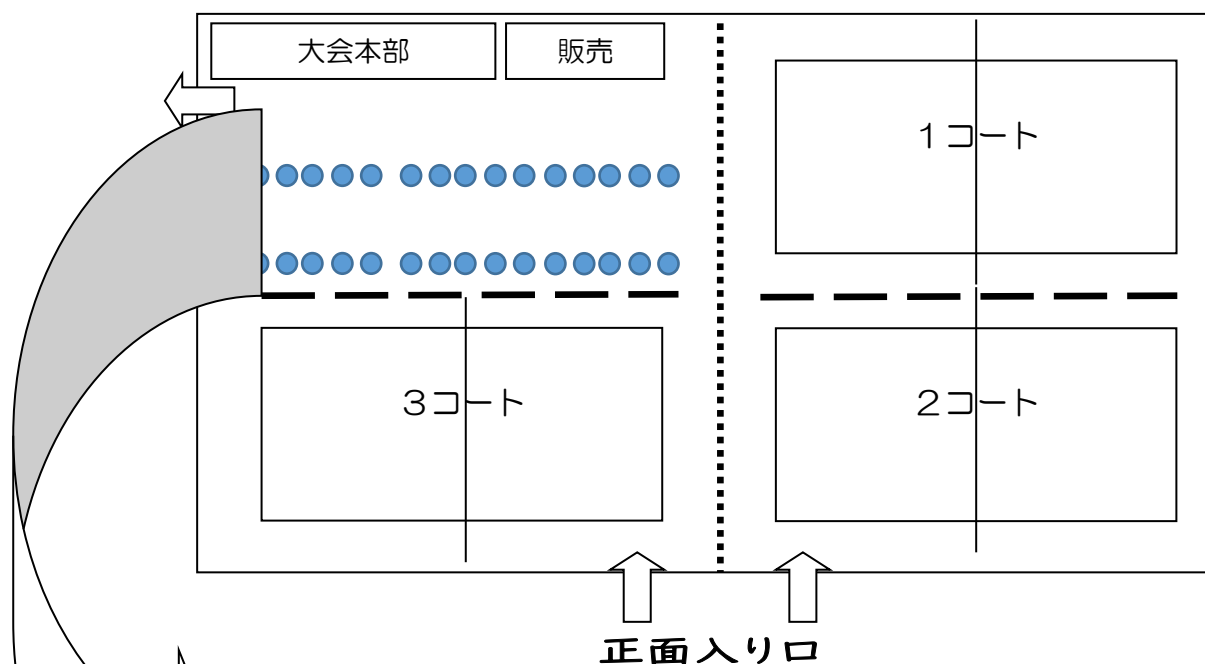 大会本部
販売
１コート
３コート
２コート
正面入り口